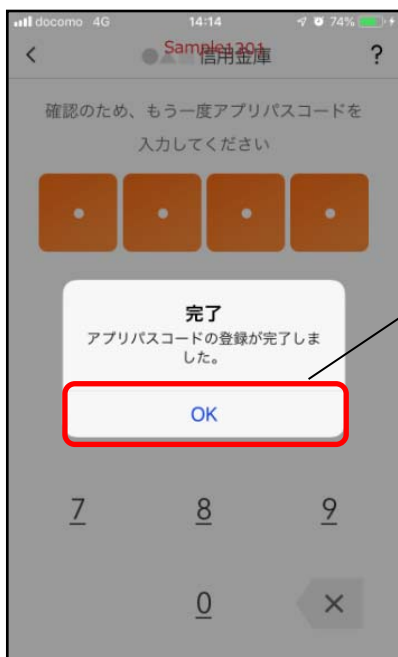 docomo 4G 14:14 74%
Sample1201
信用金庫
?
確認のため、もう一度アプリパスコードを
入力してください
完了
アプリパスコードの登録が完了しま
した。
OK
7 8 9
0